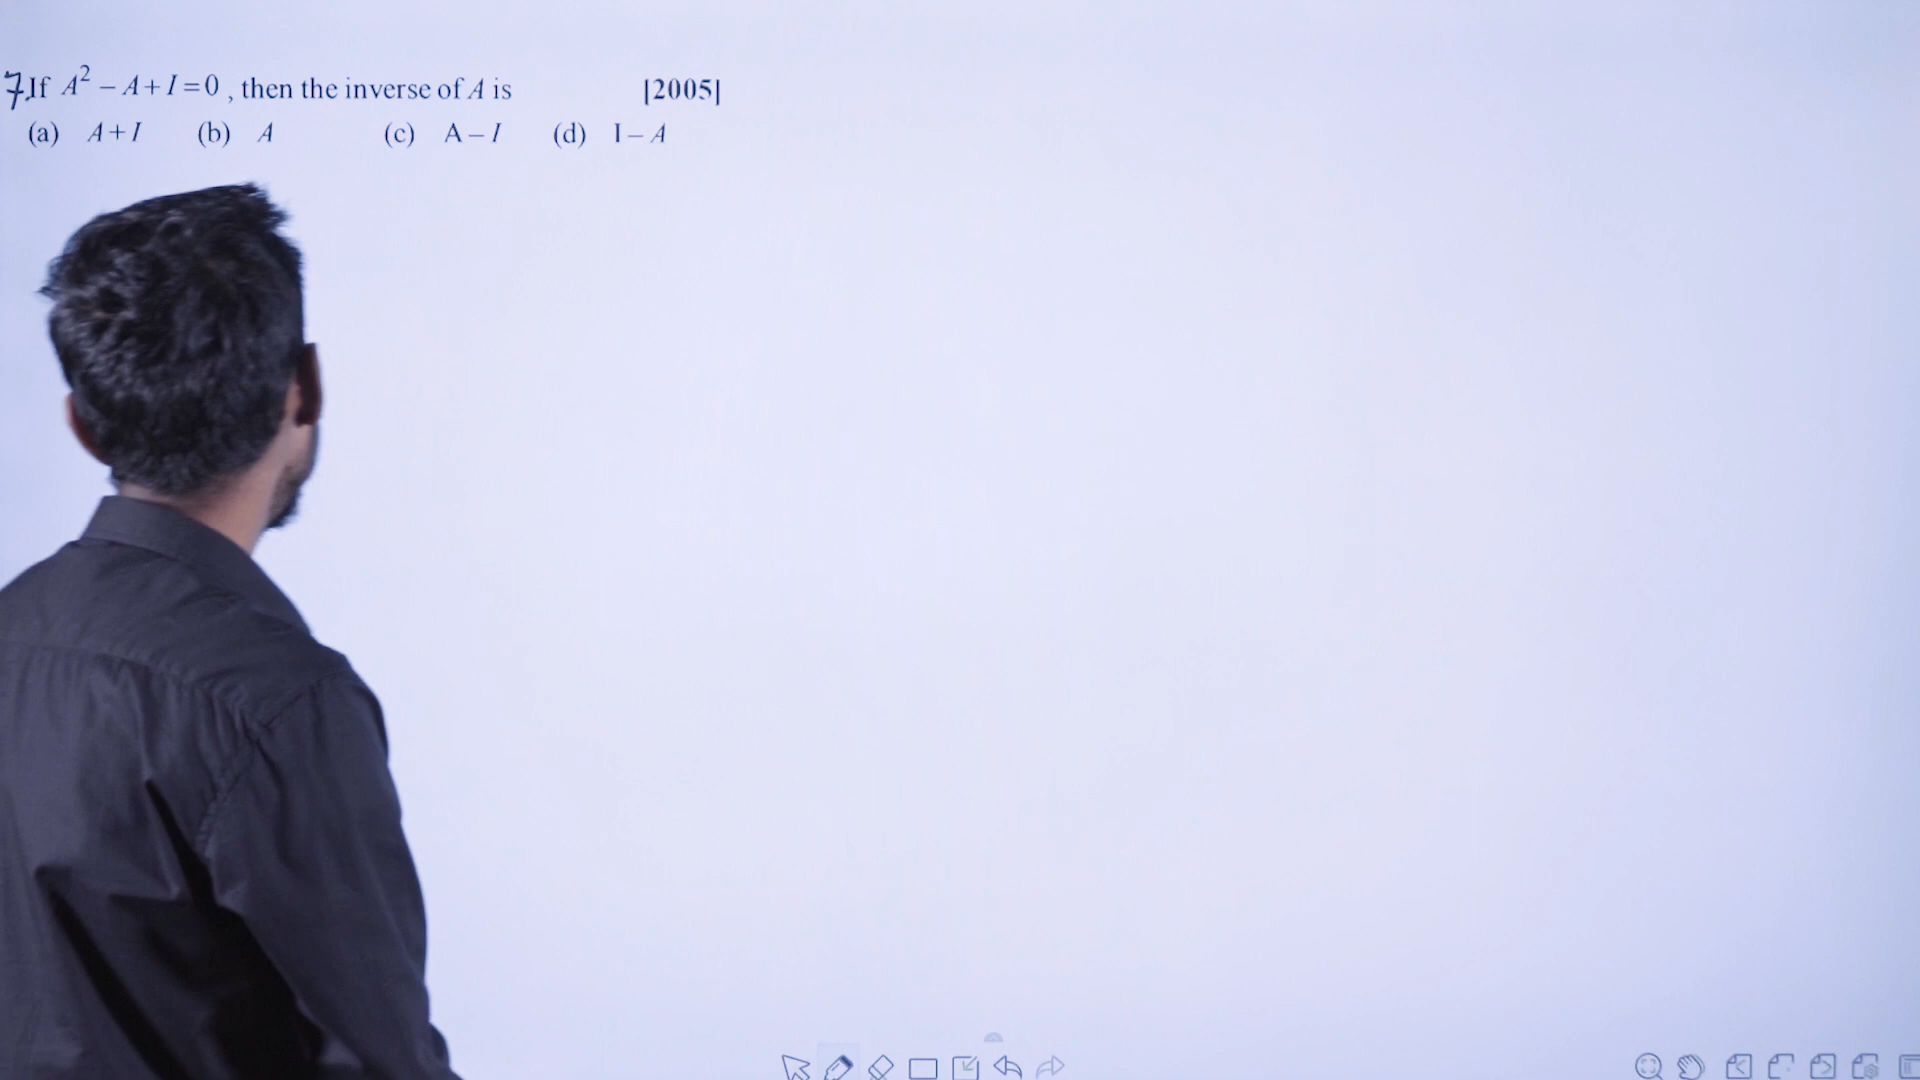 7.If A² – A + I = 0 , then the inverse of A is [2005]
(a) A + I (b) A (c) A – I (d) I – A